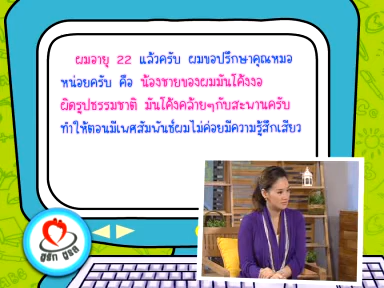 ผมอายุ 22 แล้วครับ ผมขอปรึกษาคุณหมอ
หน่อยครับ คือ น้องชายของผมมันโค้งงอ
ผิดรูปธรรมชาติ มันโค้งคล้ายๆกับสะพานครับ
ทำให้ตอนมีเพศสัมพันธ์ผมไม่ค่อยมีความรู้สึกเสียว
ชูรัก ชูรส